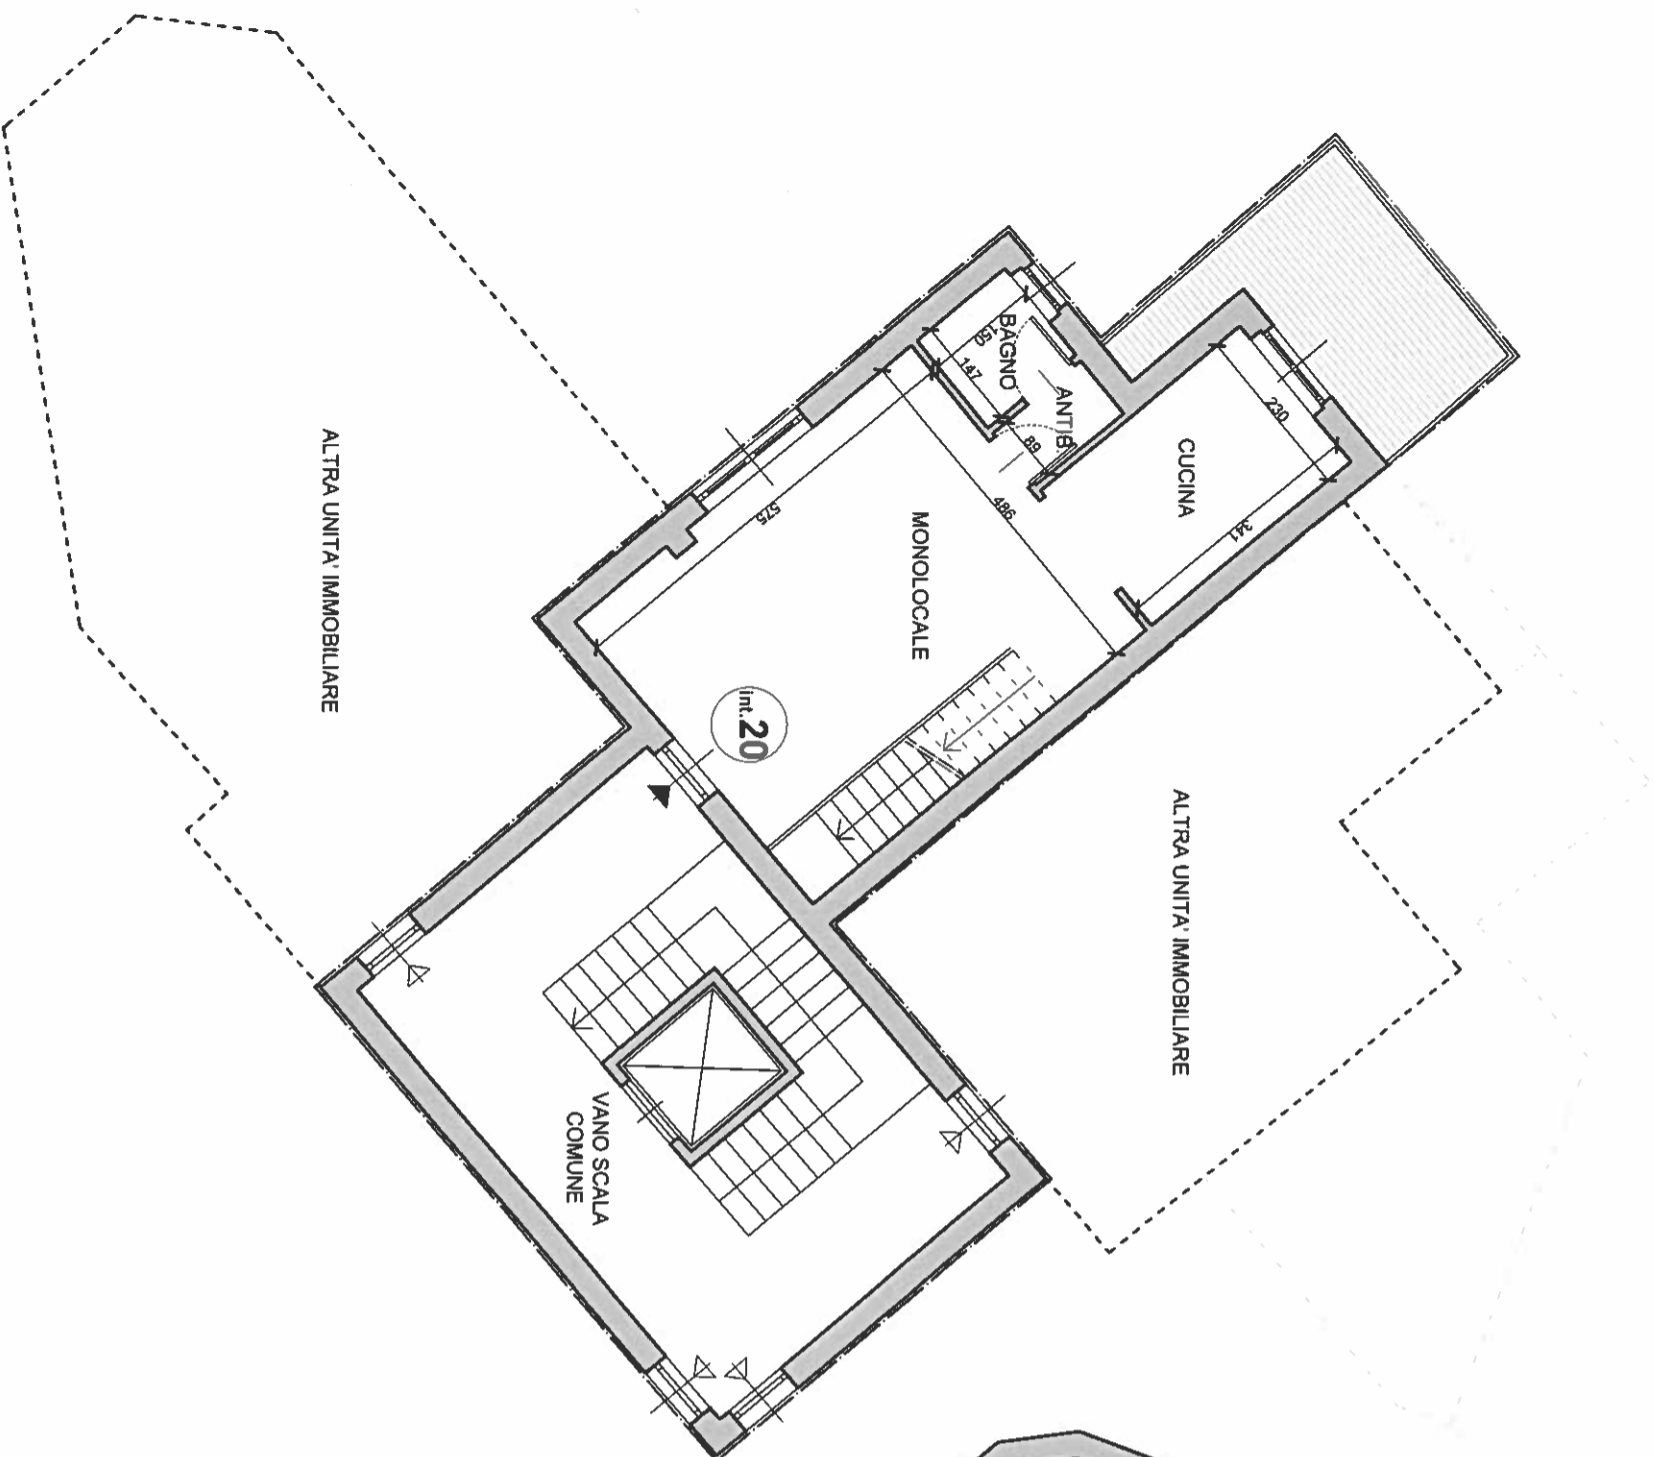 ALTRA UNITA' IMMOBILIARE
BAGNO
150
147
ANTIB.
89
CUCINA
230
341
486
575
MONOLOCALE
int.20
ALTRA UNITA' IMMOBILIARE
VANO SCALA
COMUNE